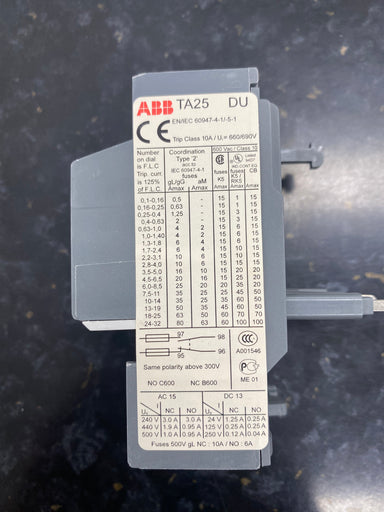 ABB TA25 DU
EN/IEC 60947-4-1/-5-1
CE Trip Class 10A / Uᵢ= 660/690V
Number on dial is F.L.C. Trip. curr. is 125% of F.L.C.
Coordination Type '2' IEC 60947-4-1 fuses
600 Vac / Class 10
gL/gG Amax aM Amax
fuses K5 Amax
fuses K5 / Amax
CB Amax
0,1-0,16 0,5 - 15 1 15
0,16-0,25 0,63 - 15 1 15
0,25-0,4 1,25 - 15 3 15
0,4-0,63 2 - 15 3 15
0,63-1,0 4 2 15
1,0-1,40 4 2 15 6 15
1,3-1,8 6 4 15 6 15
1,7-2,4 6 4 15 10 15
2,2-3,1 10 6 15 10 15
2,8-4,0 10 6 15 15 15
3,5-5,0 16 10 15 20 20
4,5-6,5 20 16 15 25 20
6,0-8,5 20 25 35 20
7,5-11 35 25 25 45 30
10-14 35 25 35 50 35
13-19 50 35 45 50
18-25 63 50 60 70 70
24-32 80 63 60 100 100
97 98
95 96
Same polarity above 300V
NO C600 NC B600
CCC
A001546
PC
ME 01
AC 15 DC 13
Uₑ NC NO Uₑ NC NO
240 V 3.0 A 3.0 A 24 V 1.25 A 0.25 A
440 V 1.9 A 0.95 A 125 V 0.25 A 0.25 A
500 V 1.0 A 0.95 A 250 V 0.12 A 0.04 A
Fuses 500V gL NC : 10A / NO : 6A